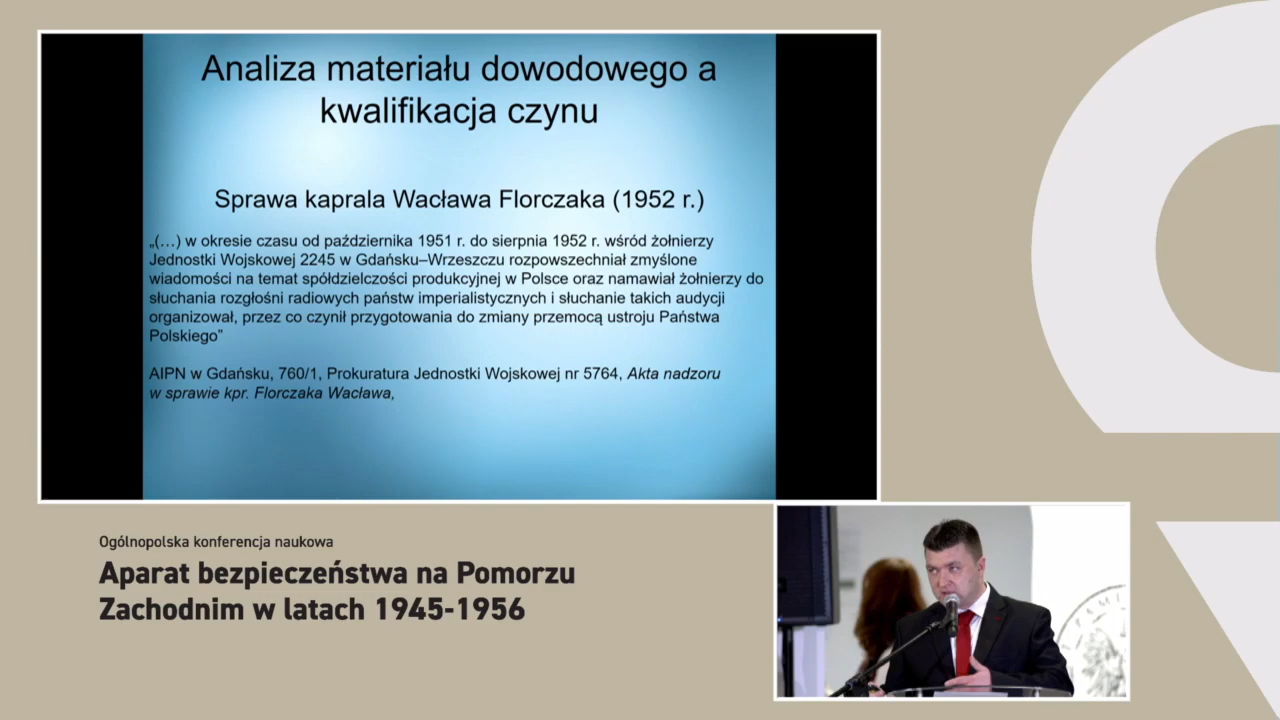 Analiza materiału dowodowego a
kwalifikacja czynu
Sprawa kaprala Wacława Florczaka (1952 r.)
„(…) w okresie czasu od października 1951 r. do sierpnia 1952 r. wśród żołnierzy
Jednostki Wojskowej 2245 w Gdańsku–Wrzeszczu rozpowszechniał zmyślone
wiadomości na temat spółdzielczości produkcyjnej w Polsce oraz namawiał żołnierzy do
słuchania rozgłośni radiowych państw imperialistycznych i słuchanie takich audycji
organizował, przez co czynił przygotowania do zmiany przemocą ustroju Państwa
Polskiego”
AIPN w Gdańsku, 760/1, Prokuratura Jednostki Wojskowej nr 5764, Akta nadzoru
w sprawie kpr. Florczaka Wacława,
Ogólnopolska konferencja naukowa
Aparat bezpieczeństwa na Pomorzu
Zachodnim w latach 1945-1956